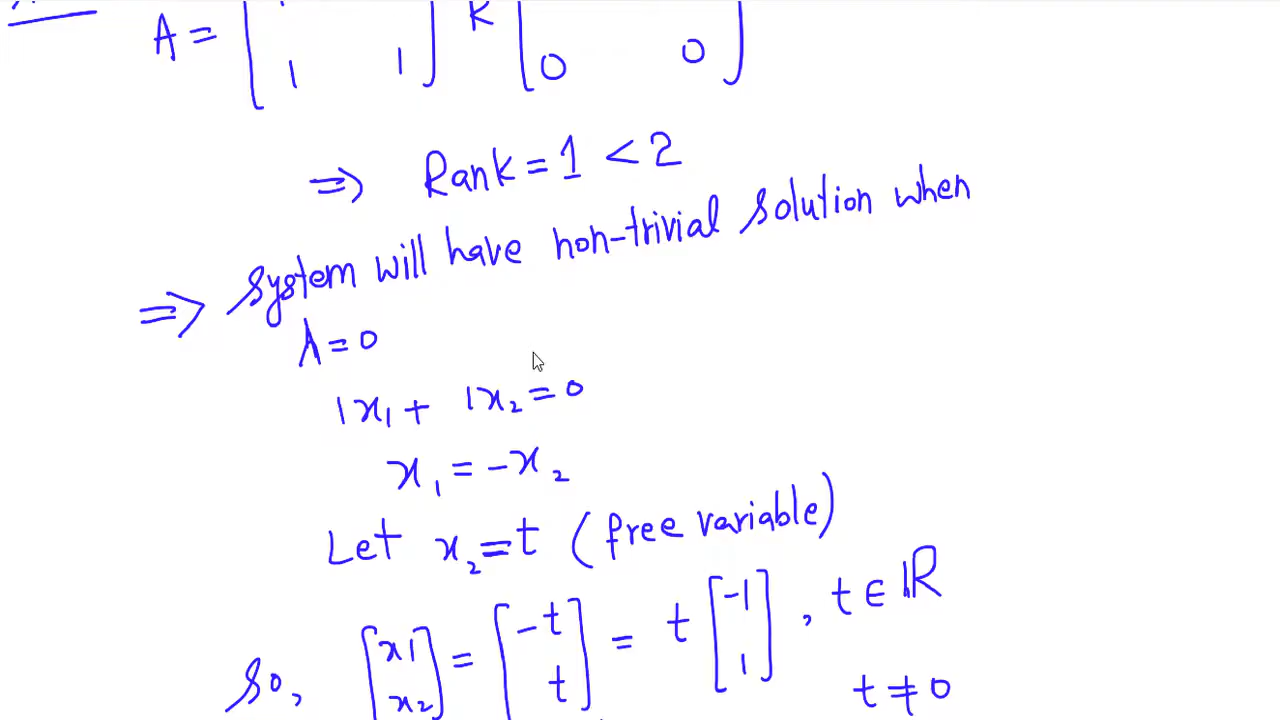 A = [1 1] R [0 0]
⇒ Rank = 1 < 2
⇒ System will have non-trivial solution when
λ = 0
1x₁ + 1x₂ = 0
x₁ = -x₂
Let x₂ = t (free variable)
So, [x1 x₂] = [-t t] = t [-1 1], t ∈ ℝ
t ≠ 0